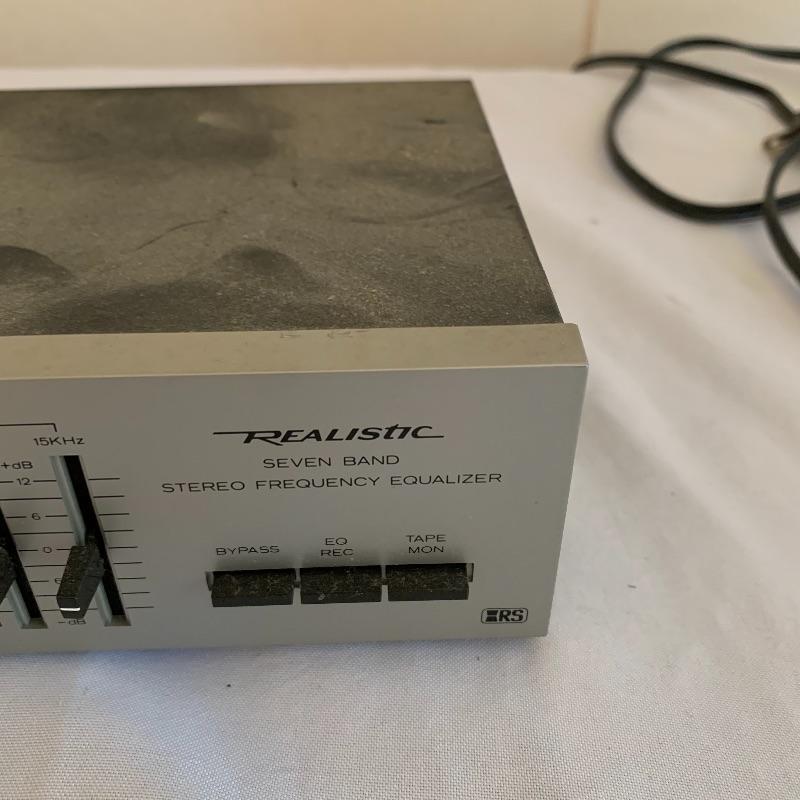 15KHz
+dB
12
6
0
-dB
REALISTIC
SEVEN BAND
STEREO FREQUENCY EQUALIZER
BYPASS
EQ
REC
TAPE
MON
RS